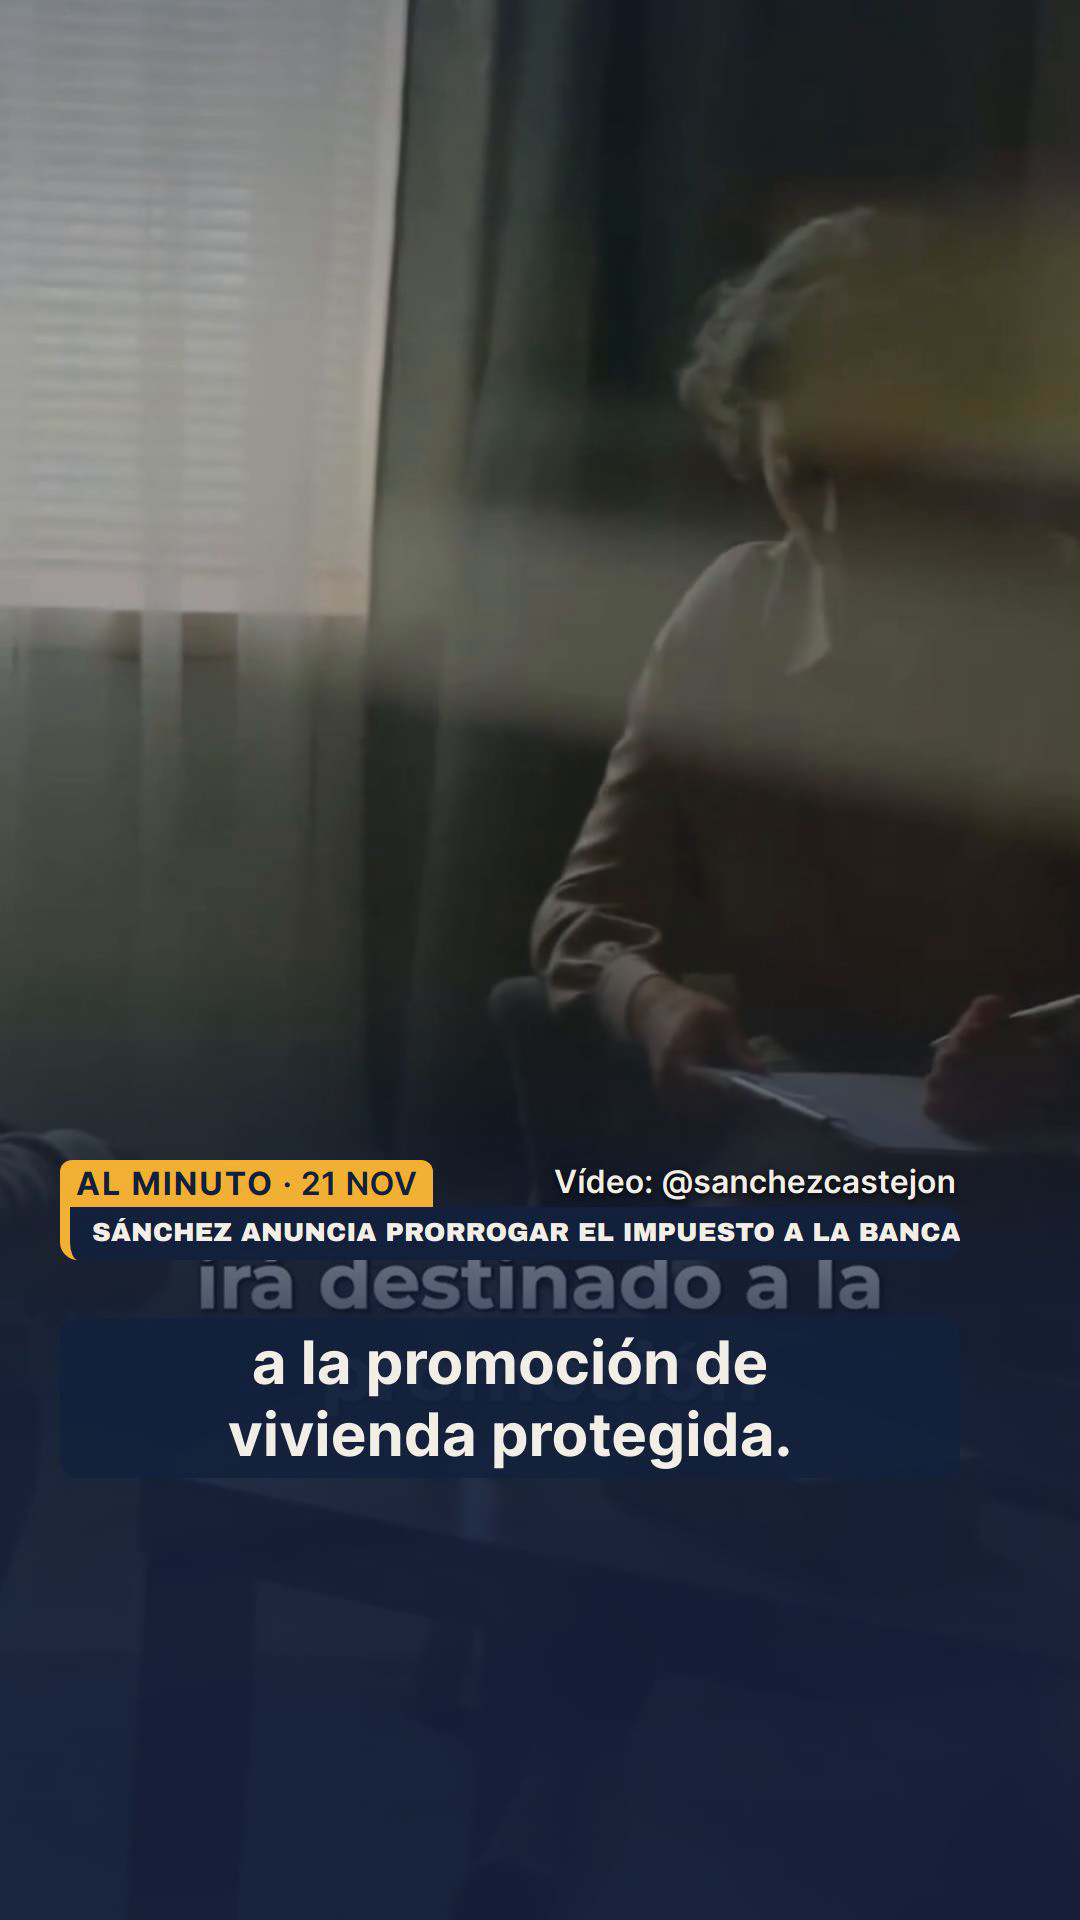 AL MINUTO · 21 NOV
Vídeo: @sanchezcastejon
SÁNCHEZ ANUNCIA PRORROGAR EL IMPUESTO A LA BANCA
irá destinado a la
a la promoción de
vivienda protegida.